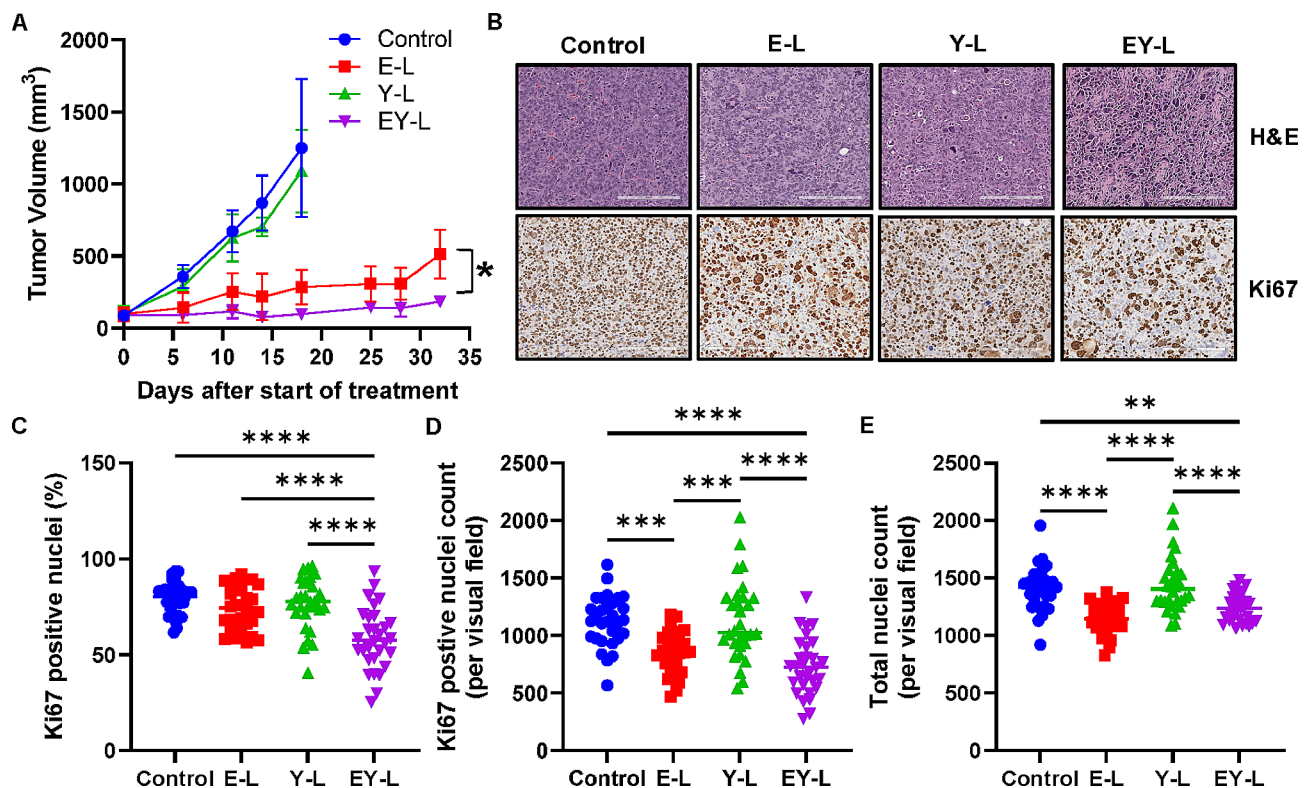 A
2000
1500
1000
500
0
Tumor Volume (mm³)
0 5 10 15 20 25 30 35
Days after start of treatment
Control
E-L
Y-L
EY-L
*
B
Control E-L Y-L EY-L
H&E
Ki67
C
Ki67 positive nuclei (%)
150
100
50
0
****
****
****
Control E-L Y-L EY-L
D
Ki67 postive nuclei count
(per visual field)
2500
2000
1500
1000
500
0
****
****
***
***
Control E-L Y-L EY-L
E
Total nuclei count
(per visual field)
2500
2000
1500
1000
500
0
**
****
****
****
Control E-L Y-L EY-L